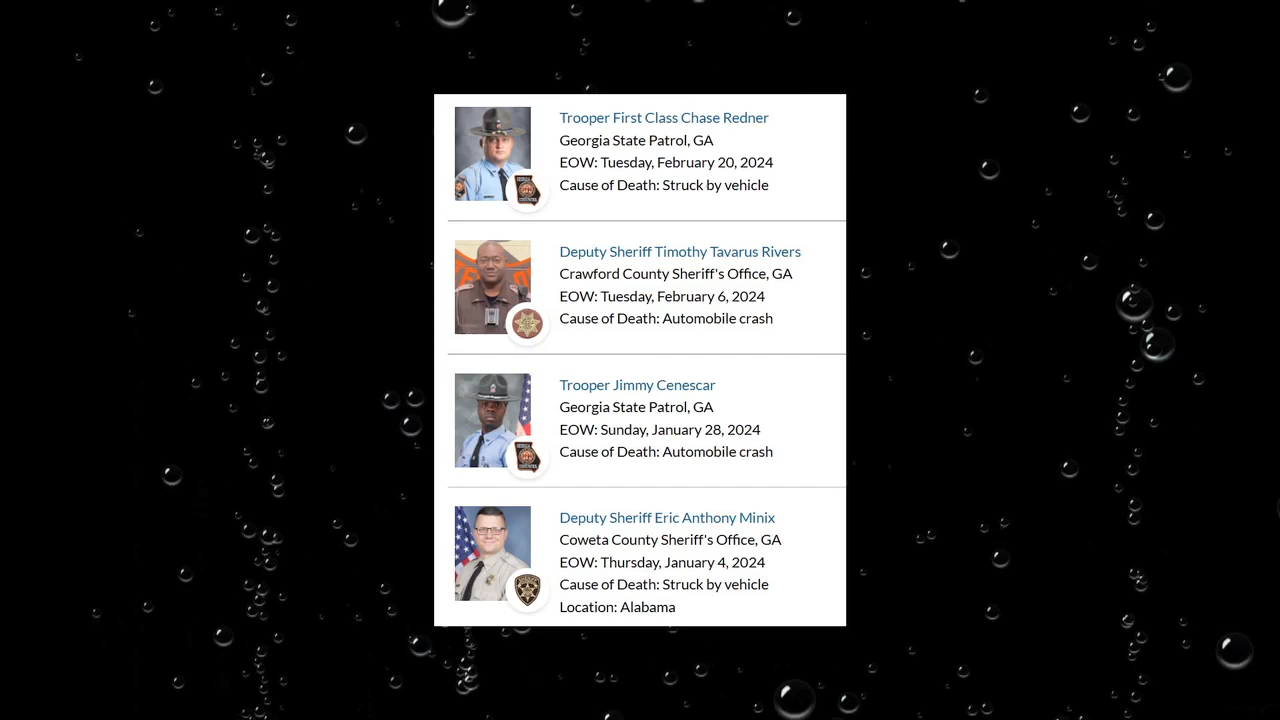 Trooper First Class Chase Redner
Georgia State Patrol, GA
EOW: Tuesday, February 20, 2024
Cause of Death: Struck by vehicle
Deputy Sheriff Timothy Tavarus Rivers
Crawford County Sheriff's Office, GA
EOW: Tuesday, February 6, 2024
Cause of Death: Automobile crash
Trooper Jimmy Cenescar
Georgia State Patrol, GA
EOW: Sunday, January 28, 2024
Cause of Death: Automobile crash
Deputy Sheriff Eric Anthony Minix
Coweta County Sheriff's Office, GA
EOW: Thursday, January 4, 2024
Cause of Death: Struck by vehicle
Location: Alabama